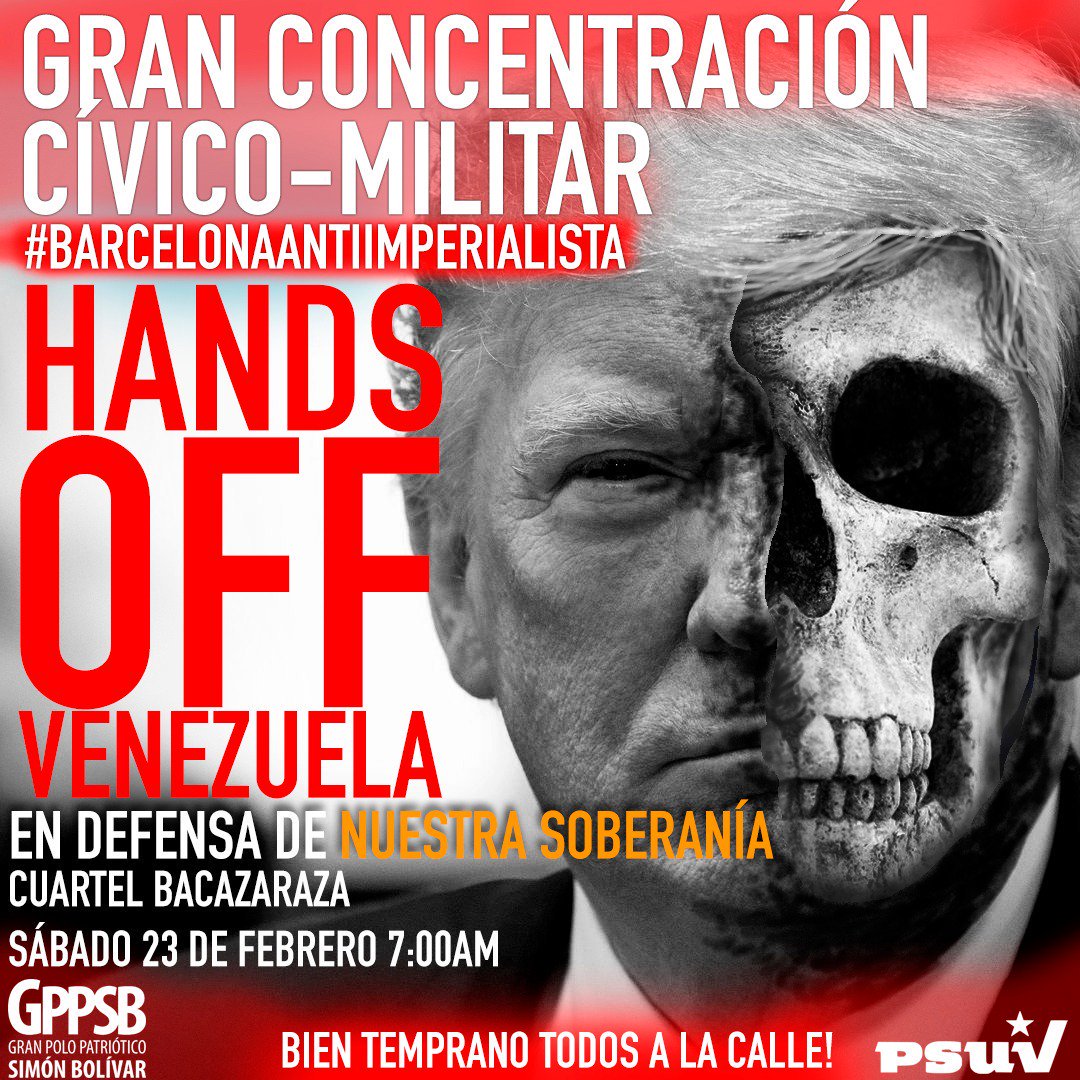 GRAN CONCENTRACIÓN
CÍVICO-MILITAR
#BARCELONAANTIIMPERIALISTA
HANDS
OFF
VENEZUELA
EN DEFENSA DE NUESTRA SOBERANÍA
CUARTEL BACAZARAZA
SÁBADO 23 DE FEBRERO 7:00AM
GPPSB
GRAN POLO PATRIÓTICO
SIMÓN BOLÍVAR
BIEN TEMPRANO TODOS A LA CALLE!
psuv